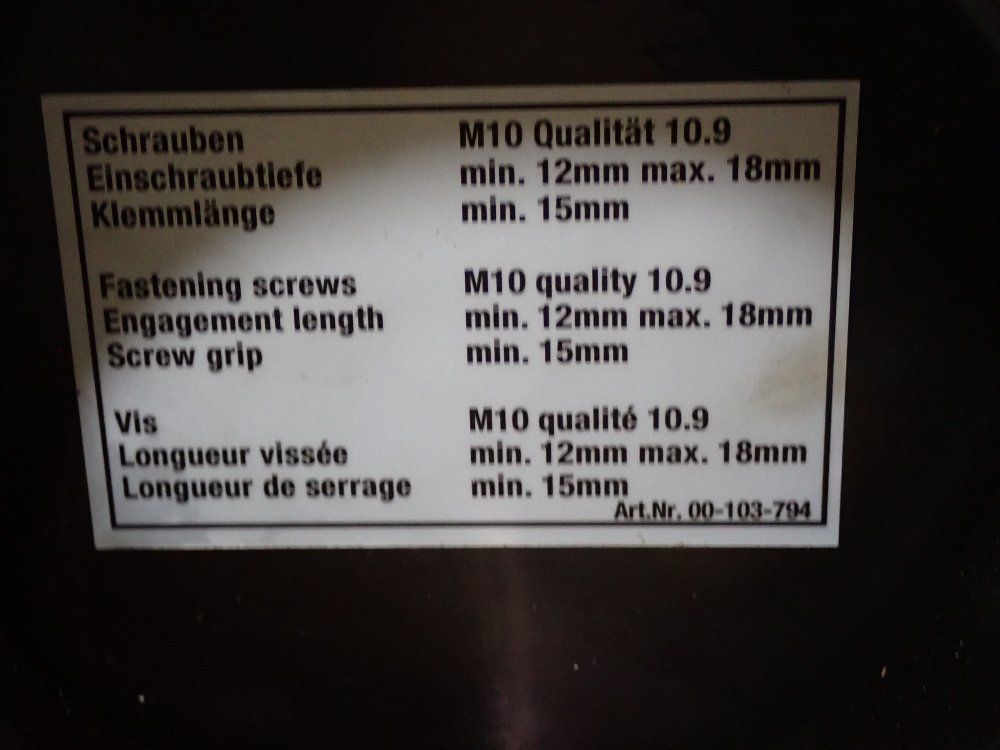 Schrauben M10 Qualität 10.9
Einschraubtiefe min. 12mm max. 18mm
Klemmlänge min. 15mm
Fastening screws M10 quality 10.9
Engagement length min. 12mm max. 18mm
Screw grip min. 15mm
Vis M10 qualité 10.9
Longueur vissée min. 12mm max. 18mm
Longueur de serrage min. 15mm
Art.Nr. 00-103-794